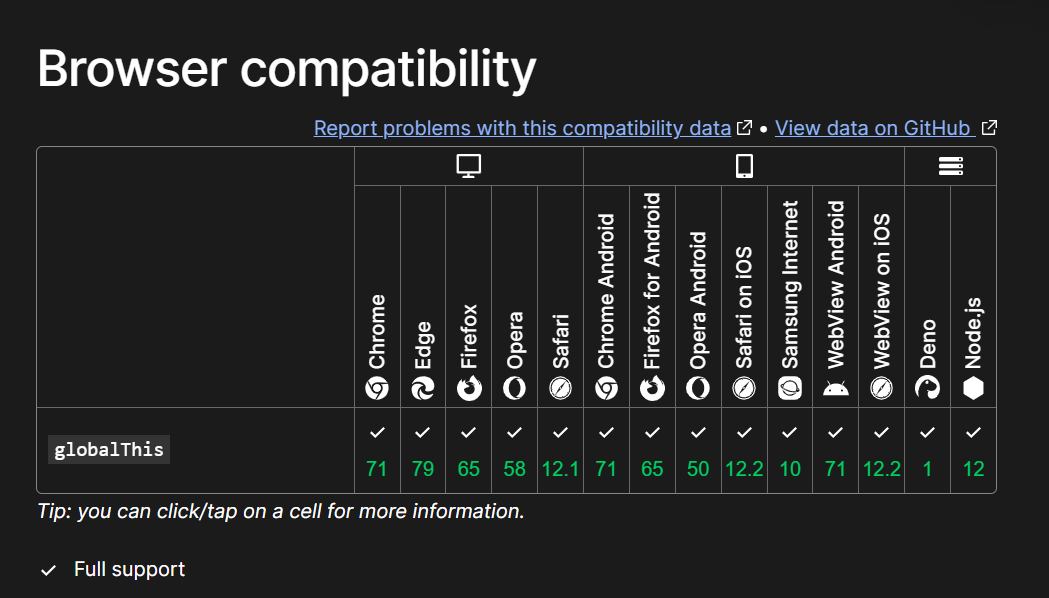 Browser compatibility
Report problems with this compatibility data • View data on GitHub
Chrome
Edge
Firefox
Opera
Safari
Chrome Android
Firefox for Android
Opera Android
Safari on iOS
Samsung Internet
WebView Android
WebView on iOS
Deno
Node.js
globalThis
✓ ✓ ✓ ✓ ✓ ✓ ✓ ✓ ✓ ✓ ✓ ✓ ✓ ✓
71 79 65 58 12.1 71 65 50 12.2 10 71 12.2 1 12
Tip: you can click/tap on a cell for more information.
✓ Full support